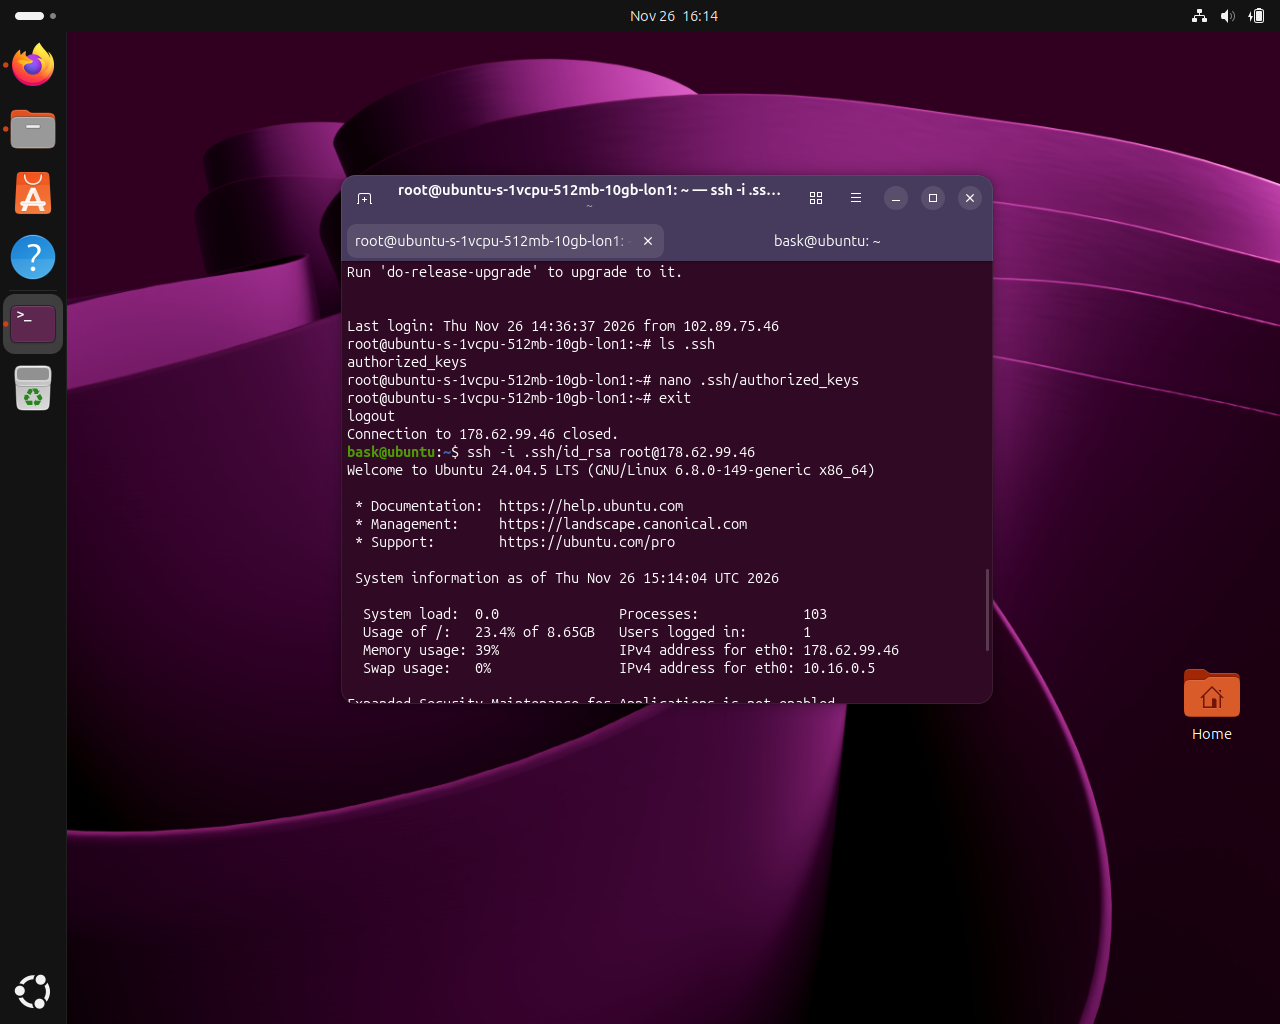 Nov 26 16:14
root@ubuntu-s-1vcpu-512mb-10gb-lon1: ~ — ssh -i .ss…
~
root@ubuntu-s-1vcpu-512mb-10gb-lon1:
bask@ubuntu: ~
Run 'do-release-upgrade' to upgrade to it.
Last login: Thu Nov 26 14:36:37 2026 from 102.89.75.46
root@ubuntu-s-1vcpu-512mb-10gb-lon1:~# ls .ssh
authorized_keys
root@ubuntu-s-1vcpu-512mb-10gb-lon1:~# nano .ssh/authorized_keys
root@ubuntu-s-1vcpu-512mb-10gb-lon1:~# exit
logout
Connection to 178.62.99.46 closed.
bask@ubuntu:~$ ssh -i .ssh/id_rsa root@178.62.99.46
Welcome to Ubuntu 24.04.5 LTS (GNU/Linux 6.8.0-149-generic x86_64)
* Documentation: https://help.ubuntu.com
* Management: https://landscape.canonical.com
* Support: https://ubuntu.com/pro
System information as of Thu Nov 26 15:14:04 UTC 2026
System load: 0.0 Processes: 103
Usage of /: 23.4% of 8.65GB Users logged in: 1
Memory usage: 39% IPv4 address for eth0: 178.62.99.46
Swap usage: 0% IPv4 address for eth0: 10.16.0.5
Expanded Security Maintenance for Applications is not enabled
Home